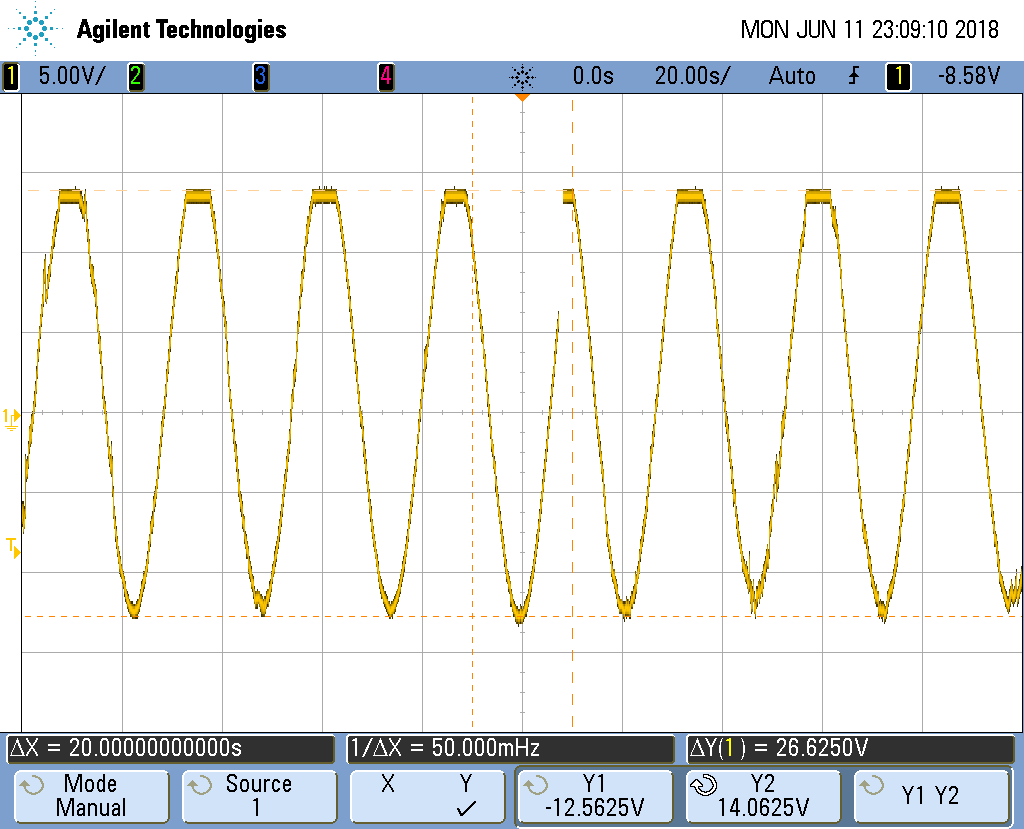 Agilent Technologies MON JUN 11 23:09:10 2018
1 5.00V/ 2 3 4 0.0s 20.00s/ Auto 1 -8.58V
1
T
ΔX = 20.00000000000s 1/ΔX = 50.000mHz ΔY(1) = 26.6250V
Mode Source X Y Y1 Y2 Y1 Y2
Manual 1 -12.5625V 14.0625V